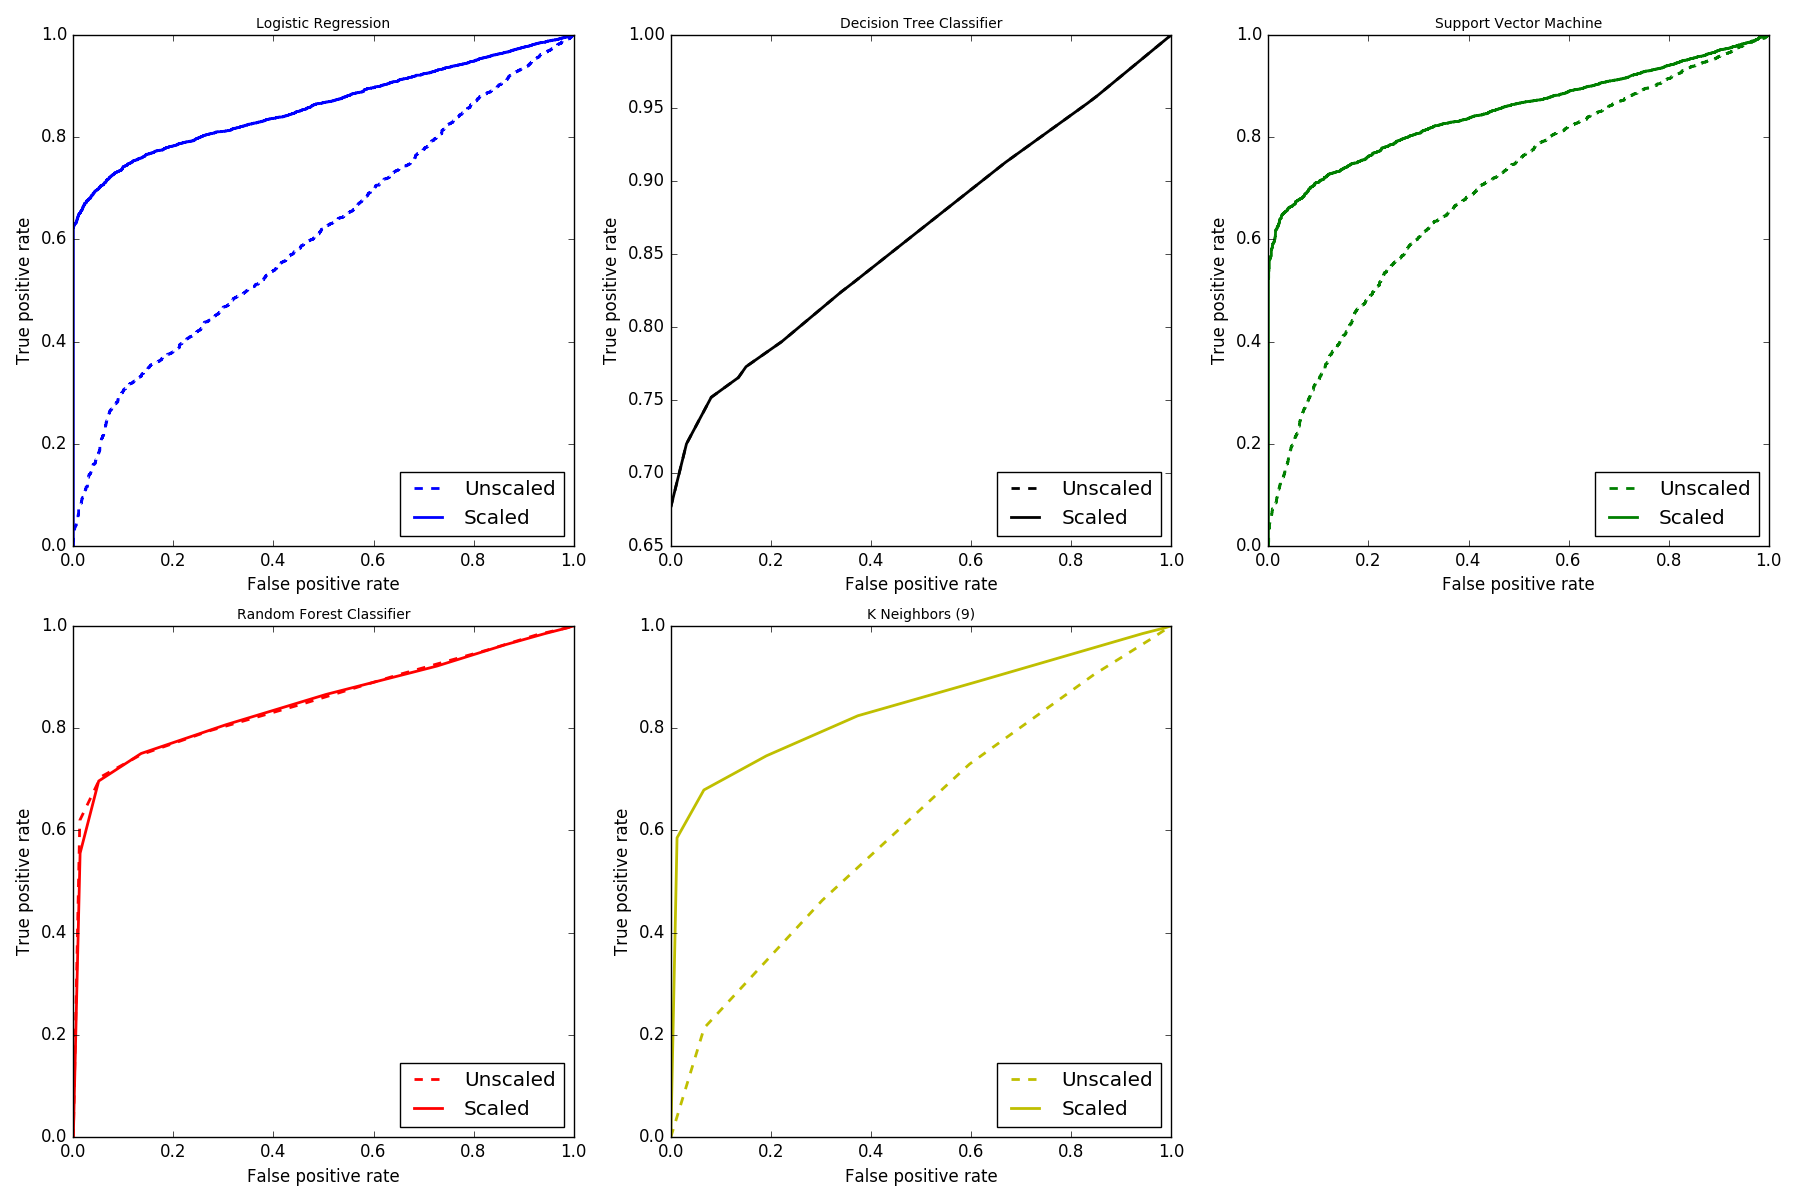 Logistic Regression
1.0
0.8
0.6
0.4
0.2
0.0
True positive rate
Unscaled
Scaled
0.0 0.2 0.4 0.6 0.8 1.0
False positive rate
Decision Tree Classifier
1.00
0.95
0.90
0.85
0.80
0.75
0.70
0.65
True positive rate
Unscaled
Scaled
0.0 0.2 0.4 0.6 0.8 1.0
False positive rate
Support Vector Machine
1.0
0.8
0.6
0.4
0.2
0.0
True positive rate
Unscaled
Scaled
0.0 0.2 0.4 0.6 0.8 1.0
False positive rate
Random Forest Classifier
1.0
0.8
0.6
0.4
0.2
0.0
True positive rate
Unscaled
Scaled
0.0 0.2 0.4 0.6 0.8 1.0
False positive rate
K Neighbors (9)
1.0
0.8
0.6
0.4
0.2
0.0
True positive rate
Unscaled
Scaled
0.0 0.2 0.4 0.6 0.8 1.0
False positive rate